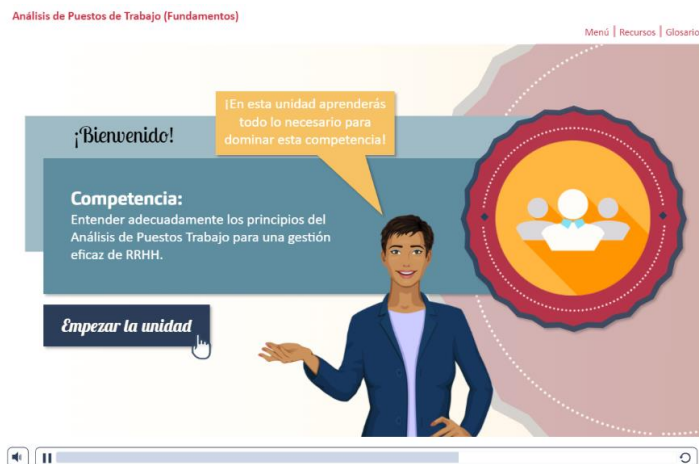 Análisis de Puestos de Trabajo (Fundamentos)
Menú | Recursos | Glosario
¡En esta unidad aprenderás
todo lo necesario para
dominar esta competencia!
¡Bienvenido!
Competencia:
Entender adecuadamente los principios del
Análisis de Puestos Trabajo para una gestión
eficaz de RRHH.
Empezar la unidad